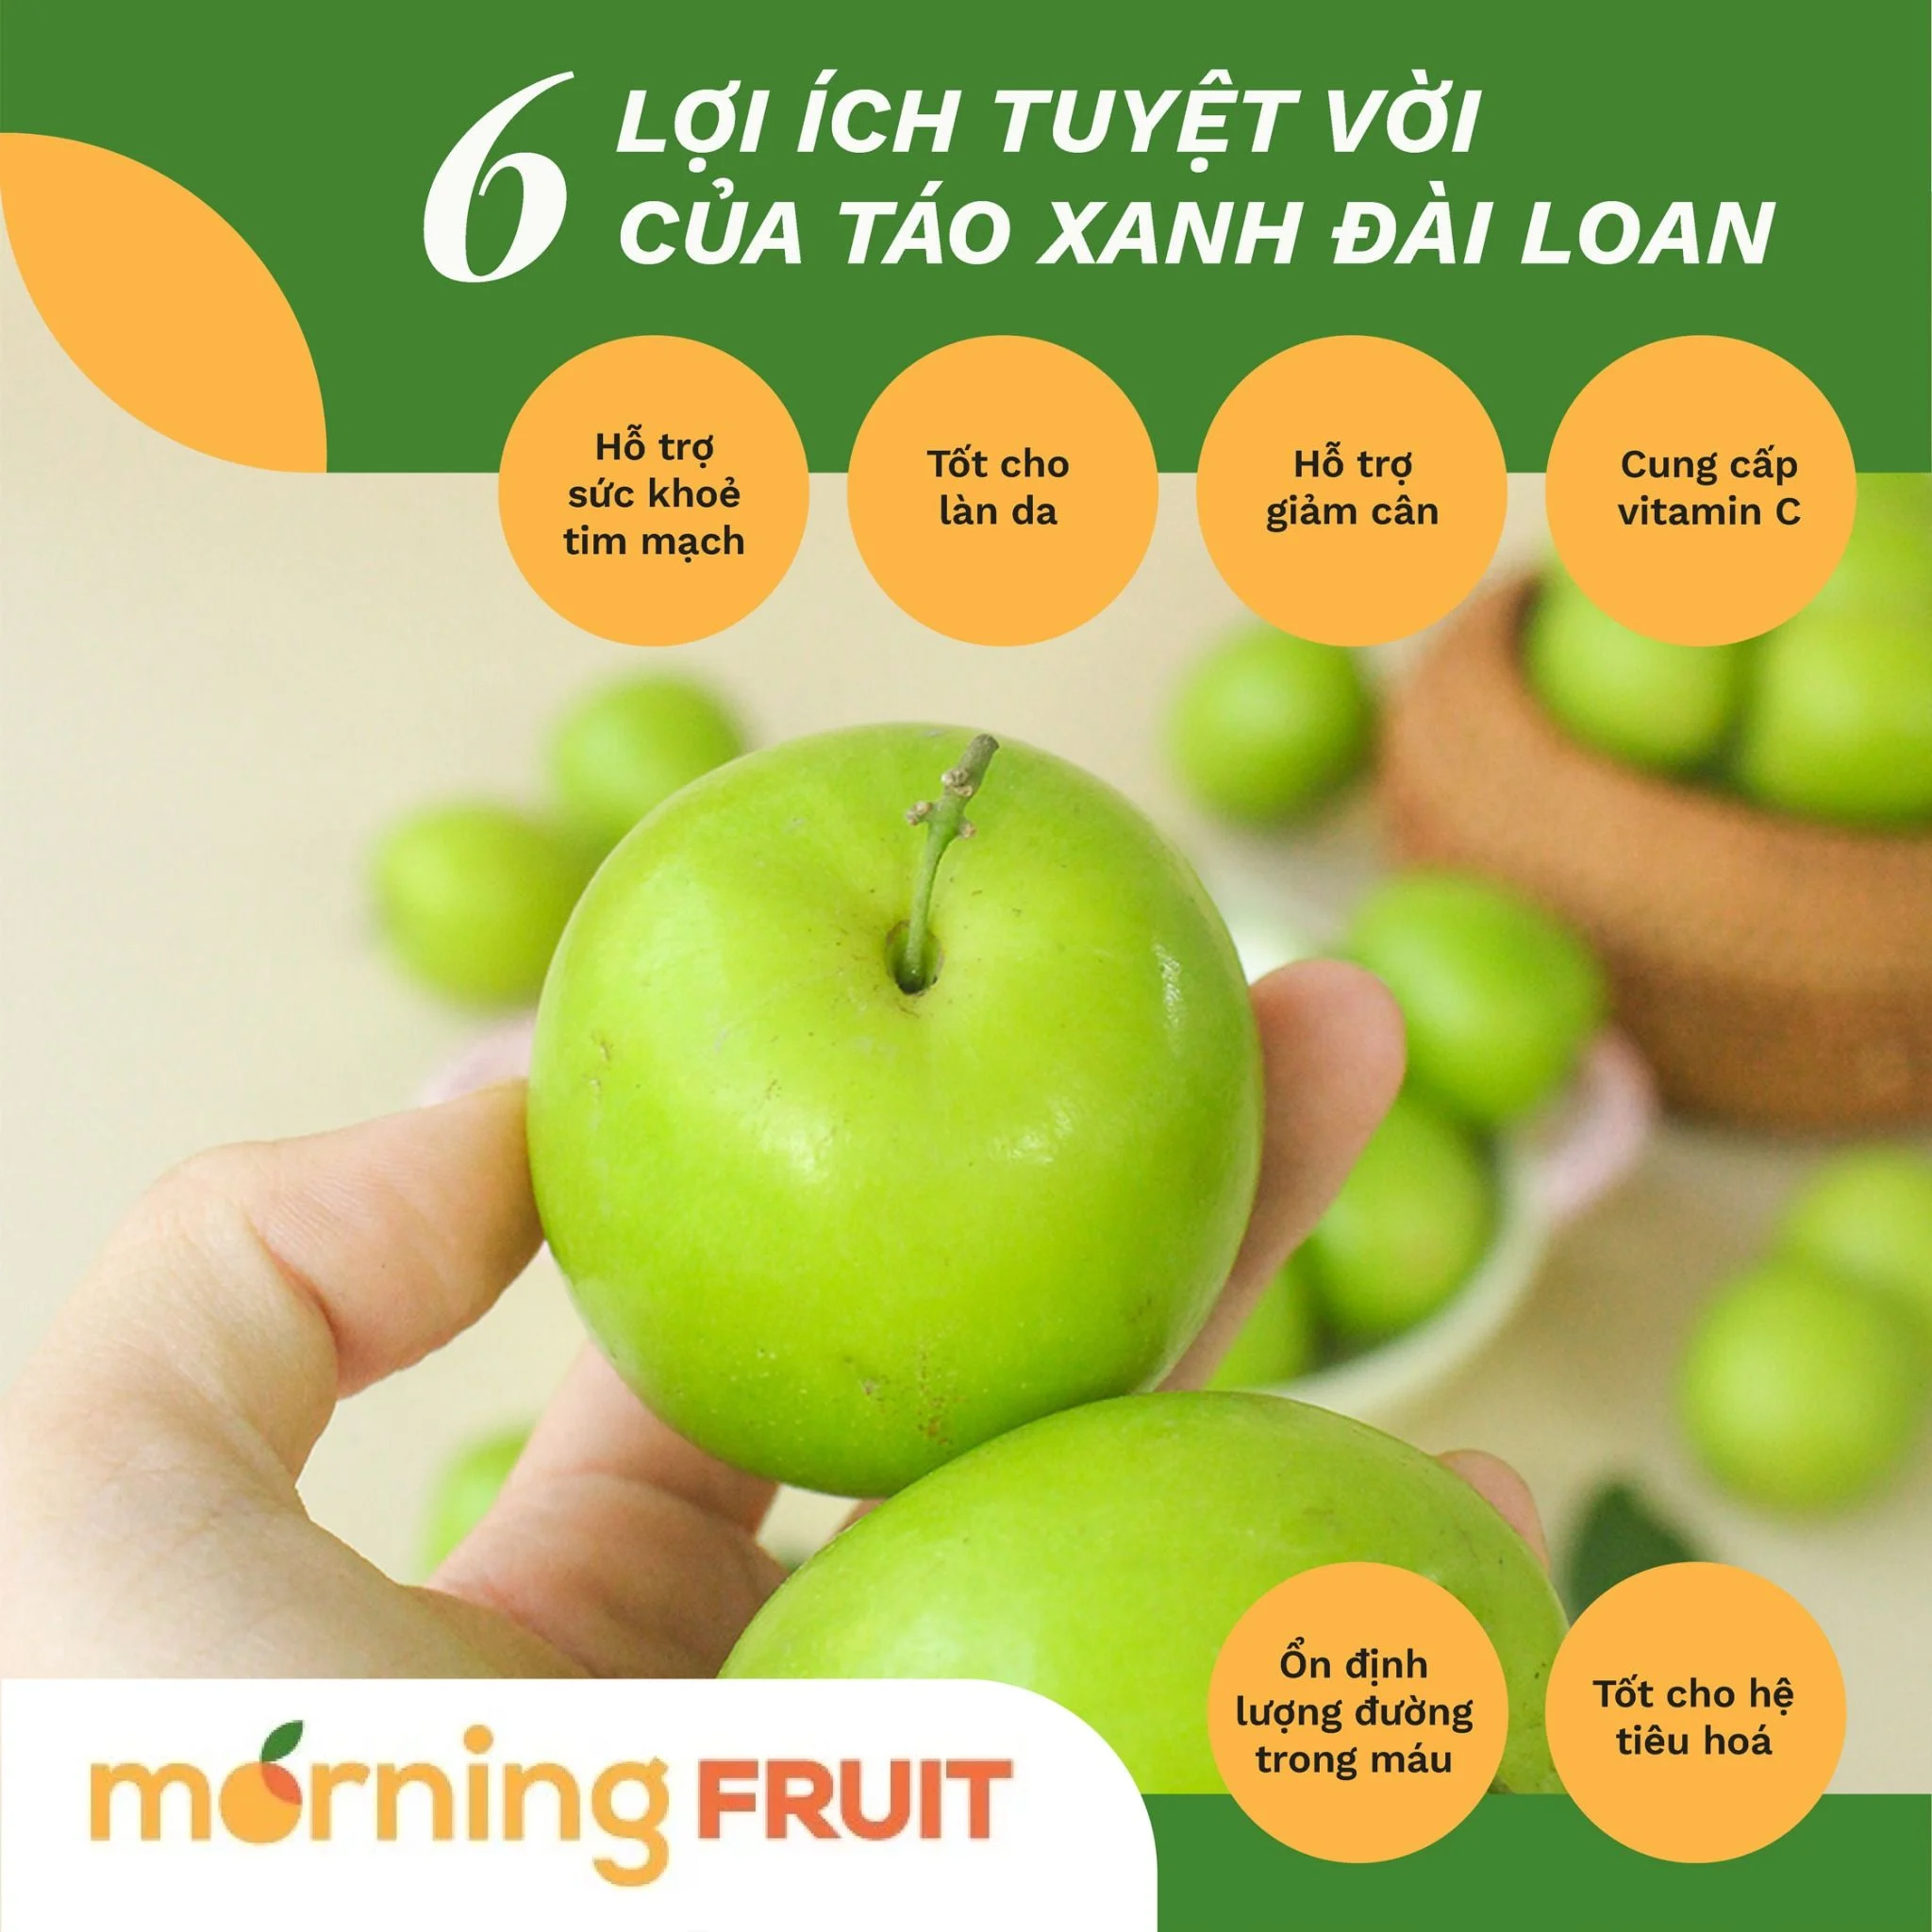 6 LỢI ÍCH TUYỆT VỜI
CỦA TÁO XANH ĐÀI LOAN
Hỗ trợ
sức khoẻ
tim mạch
Tốt cho
làn da
Hỗ trợ
giảm cân
Cung cấp
vitamin C
Ổn định
lượng đường
trong máu
Tốt cho hệ
tiêu hoá
morning FRUIT